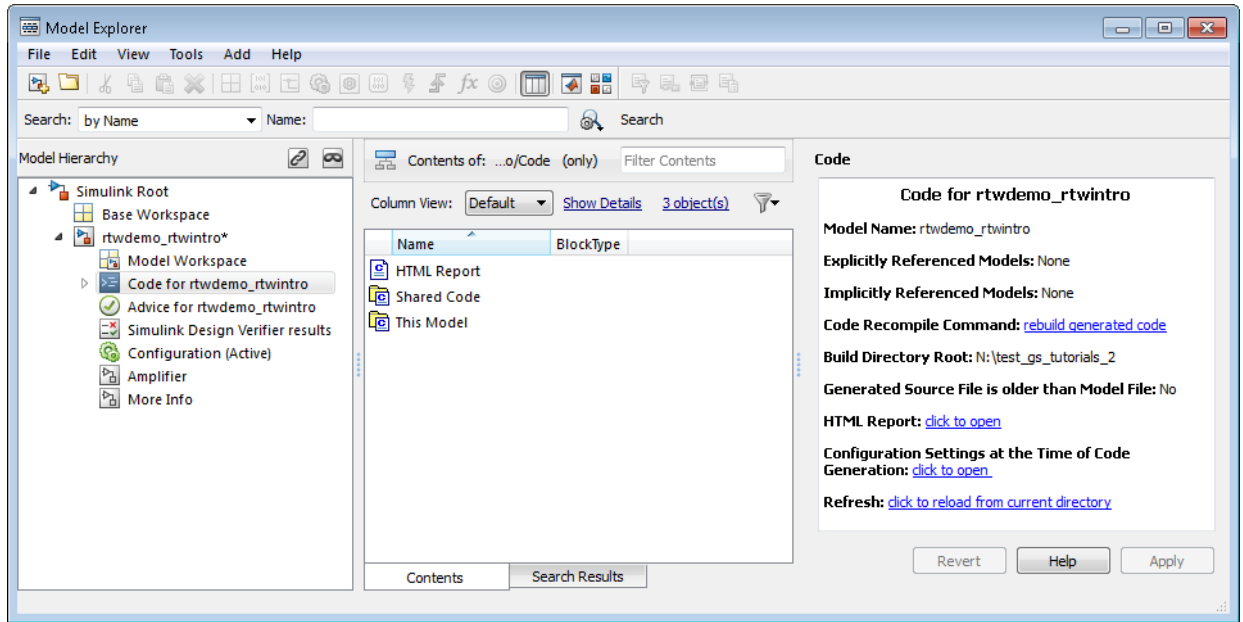 Model Explorer
File Edit View Tools Add Help
fx
Search: by Name Name: Search
Model Hierarchy
Simulink Root
Base Workspace
rtwdemo_rtwintro*
Model Workspace
Code for rtwdemo_rtwintro
Advice for rtwdemo_rtwintro
Simulink Design Verifier results
Configuration (Active)
Amplifier
More Info
Contents of: ...o/Code (only) Filter Contents
Column View: Default Show Details 3 object(s)
Name BlockType
HTML Report
Shared Code
This Model
Contents Search Results
Code
Code for rtwdemo_rtwintro
Model Name: rtwdemo_rtwintro
Explicitly Referenced Models: None
Implicitly Referenced Models: None
Code Recompile Command: rebuild generated code
Build Directory Root: N:\test_gs_tutorials_2
Generated Source File is older than Model File: No
HTML Report: click to open
Configuration Settings at the Time of Code
Generation: click to open
Refresh: click to reload from current directory
Revert Help Apply